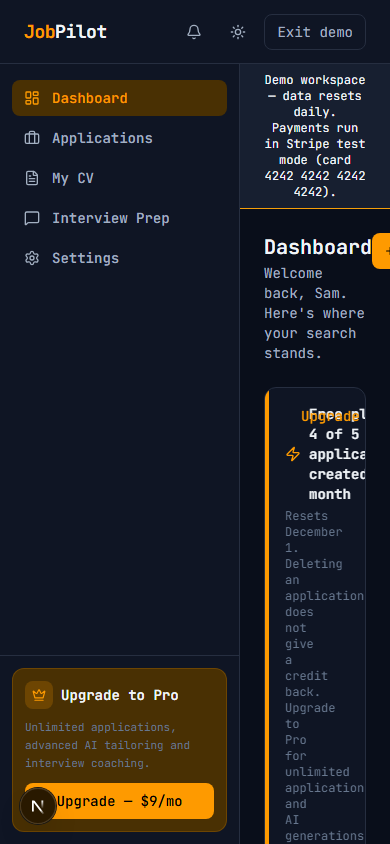 JobPilot
Exit demo
Dashboard
Applications
My CV
Interview Prep
Settings
Upgrade to Pro
Unlimited applications,
advanced AI tailoring and
interview coaching.
Upgrade — $9/mo
N
Demo workspace
— data resets
daily.
Payments run
in Stripe test
mode (card
4242 4242 4242
4242).
Dashboard
Welcome
back, Sam.
Here's where
your search
stands.
Upgrade
Free pl
4 of 5
applica
created
month
Resets
December
1.
Deleting
an
application
does
not
give
a
credit
back.
Upgrade
to
Pro
for
unlimited
application
and
AI
generations